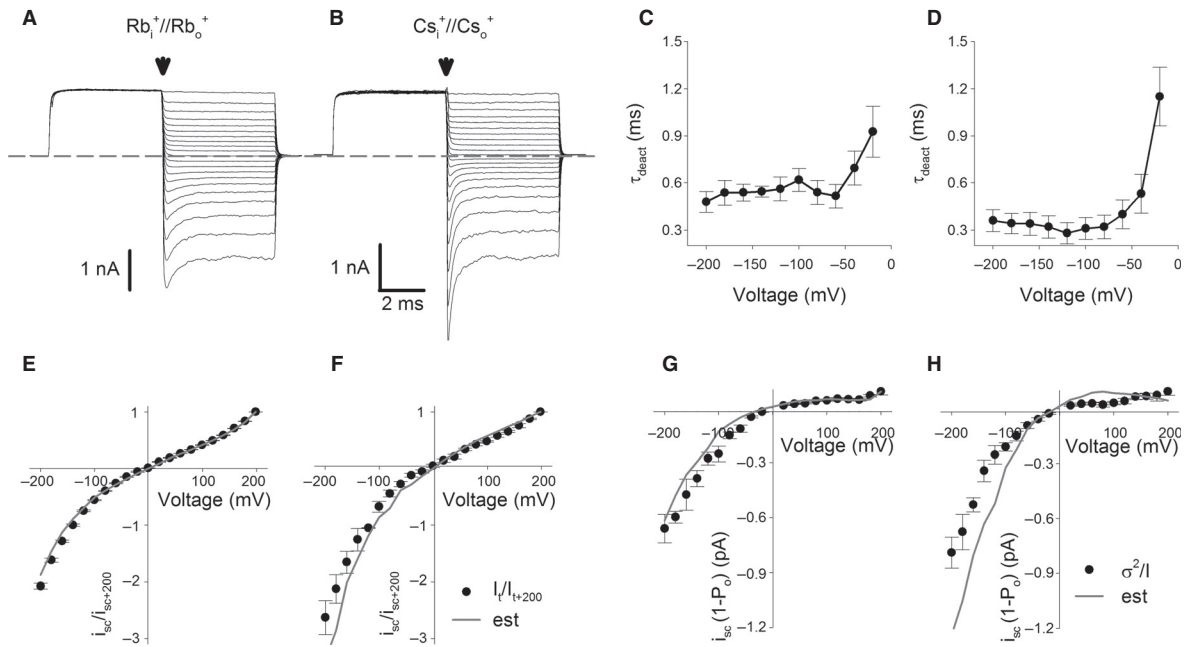 A
B
C
D
Rb⁺ᵢ//Rb⁺ₒ
Cs⁺ᵢ//Cs⁺ₒ
1 nA
1 nA
2 ms
τdeact (ms)
1.5
1.2
0.9
0.6
0.3
−200 −150 −100 −50 0
Voltage (mV)
τdeact (ms)
1.5
1.2
0.9
0.6
0.3
−200 −150 −100 −50 0
Voltage (mV)
E
F
G
H
1
−200 −100 100 200
Voltage (mV)
−1
−2
−3
isc/isc+200
1
−200 −100 100 200
Voltage (mV)
−1
−2
−3
isc/isc+200
It/It+200
est
−200 −100 100 200
Voltage (mV)
−0.3
−0.6
−0.9
−1.2
isc (1-Po) (pA)
−200 −100 100 200
Voltage (mV)
−0.3
−0.6
−0.9
−1.2
isc (1-Po) (pA)
σ²/I
est